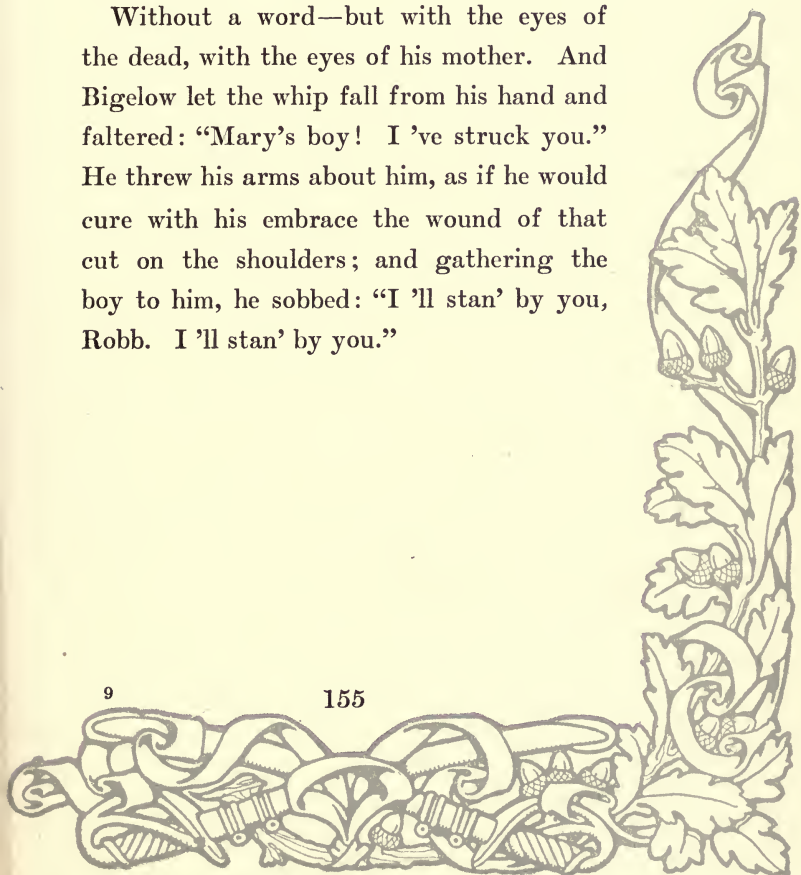 Without a word—but with the eyes of
the dead, with the eyes of his mother. And
Bigelow let the whip fall from his hand and
faltered: “Mary’s boy! I ’ve struck you.”
He threw his arms about him, as if he would
cure with his embrace the wound of that
cut on the shoulders; and gathering the
boy to him, he sobbed: “I ’ll stan’ by you,
Robb. I ’ll stan’ by you.”
9 155